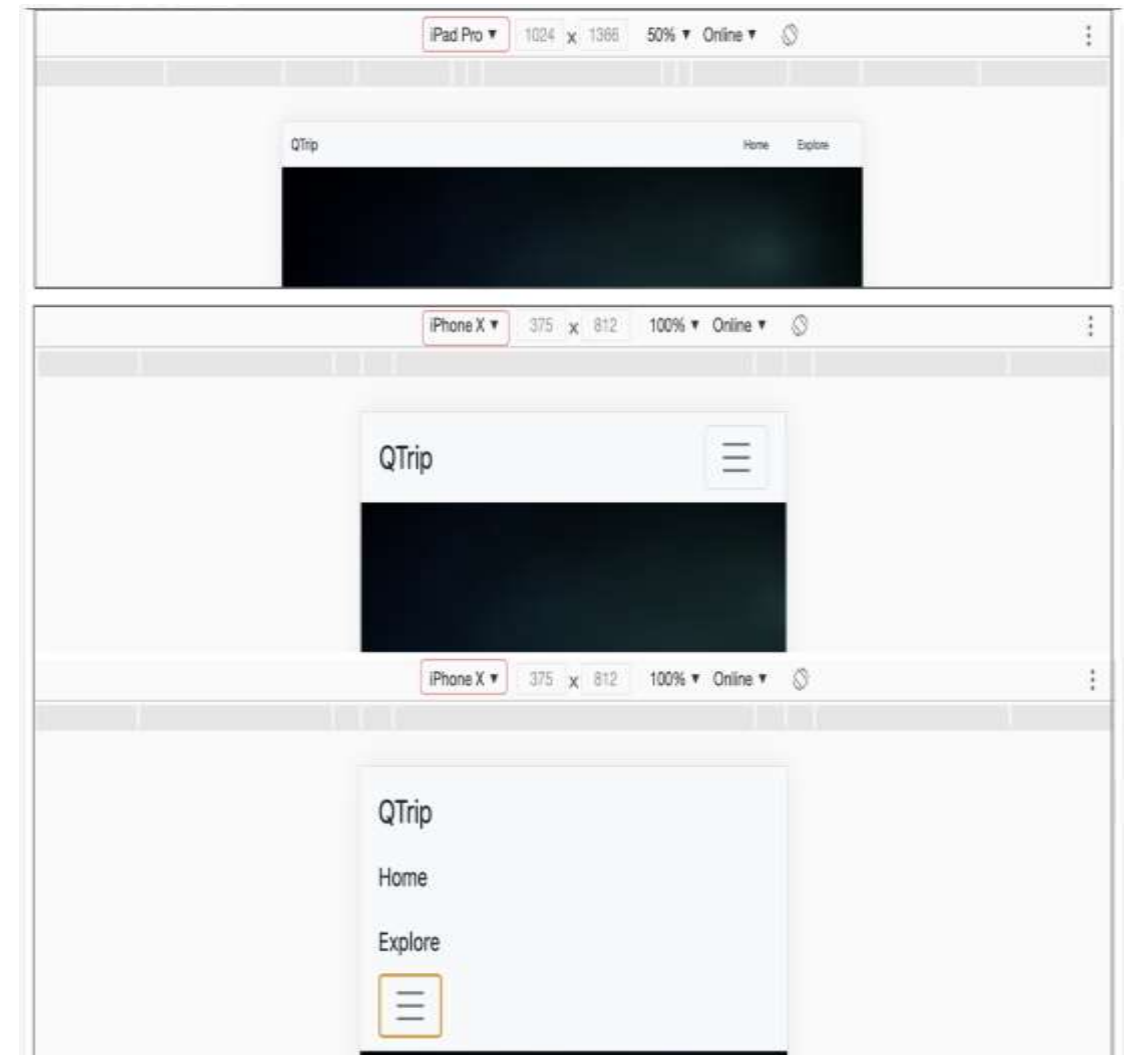 iPad Pro ▼ 1024 x 1366 50% ▼ Online ▼
QTrip Home Explore
iPhone X ▼ 375 x 812 100% ▼ Online ▼
QTrip
iPhone X ▼ 375 x 812 100% ▼ Online ▼
QTrip
Home
Explore